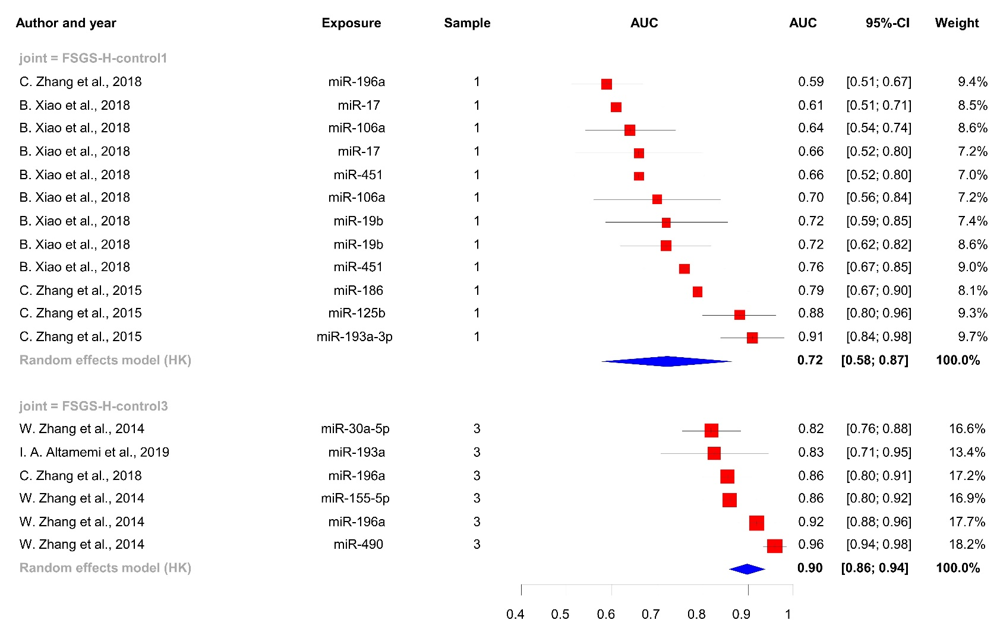 Author and year Exposure Sample AUC AUC 95%-CI Weight
joint = FSGS-H-control1
C. Zhang et al., 2018 miR-196a 1 0.59 [0.51; 0.67] 9.4%
B. Xiao et al., 2018 miR-17 1 0.61 [0.51; 0.71] 8.5%
B. Xiao et al., 2018 miR-106a 1 0.64 [0.54; 0.74] 8.6%
B. Xiao et al., 2018 miR-17 1 0.66 [0.52; 0.80] 7.2%
B. Xiao et al., 2018 miR-451 1 0.66 [0.52; 0.80] 7.0%
B. Xiao et al., 2018 miR-106a 1 0.70 [0.56; 0.84] 7.2%
B. Xiao et al., 2018 miR-19b 1 0.72 [0.59; 0.85] 7.4%
B. Xiao et al., 2018 miR-19b 1 0.72 [0.62; 0.82] 8.6%
B. Xiao et al., 2018 miR-451 1 0.76 [0.67; 0.85] 9.0%
C. Zhang et al., 2015 miR-186 1 0.79 [0.67; 0.90] 8.1%
C. Zhang et al., 2015 miR-125b 1 0.88 [0.80; 0.96] 9.3%
C. Zhang et al., 2015 miR-193a-3p 1 0.91 [0.84; 0.98] 9.7%
Random effects model (HK) 0.72 [0.58; 0.87] 100.0%
joint = FSGS-H-control3
W. Zhang et al., 2014 miR-30a-5p 3 0.82 [0.76; 0.88] 16.6%
I. A. Altamemi et al., 2019 miR-193a 3 0.83 [0.71; 0.95] 13.4%
C. Zhang et al., 2018 miR-196a 3 0.86 [0.80; 0.91] 17.2%
W. Zhang et al., 2014 miR-155-5p 3 0.86 [0.80; 0.92] 16.9%
W. Zhang et al., 2014 miR-196a 3 0.92 [0.88; 0.96] 17.7%
W. Zhang et al., 2014 miR-490 3 0.96 [0.94; 0.98] 18.2%
Random effects model (HK) 0.90 [0.86; 0.94] 100.0%
0.4 0.5 0.6 0.7 0.8 0.9 1